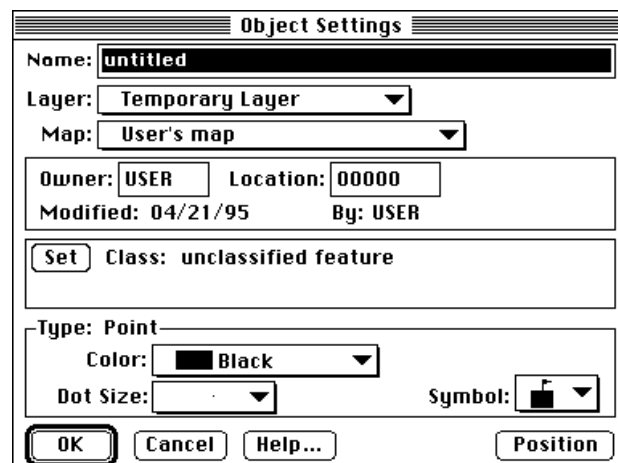 Object Settings
Name: untitled
Layer: Temporary Layer
Map: User's map
Owner: USER Location: 00000
Modified: 04/21/95 By: USER
Set Class: unclassified feature
Type: Point
Color: Black
Dot Size: Symbol:
OK Cancel Help... Position